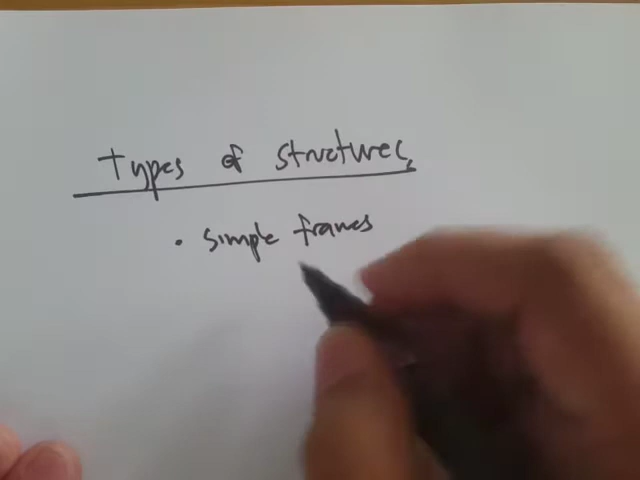 Types of structures
• simple frames